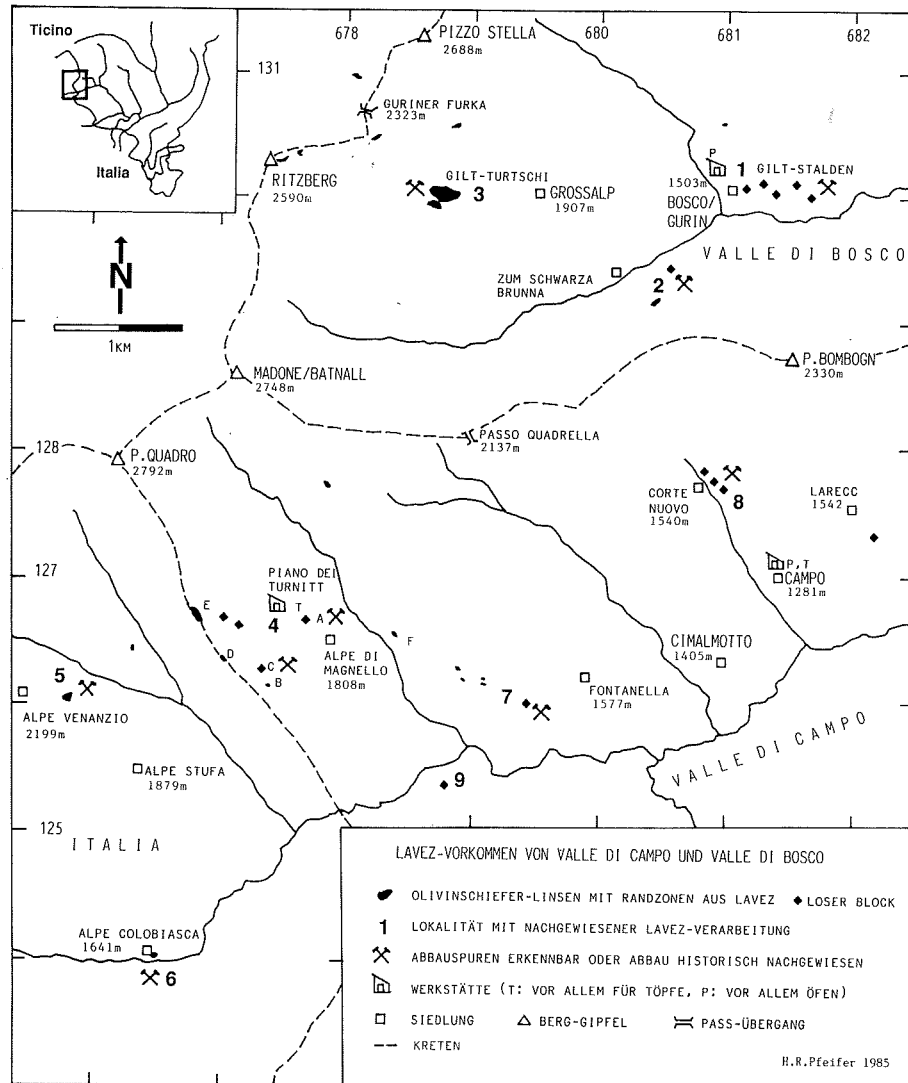 Ticino
Italia
678
680
681
682
131
128
127
125
PIZZO STELLA
2688m
GURINER FURKA
2323m
RITZBERG
2590m
GILT-TURTSCHI
3
GROSSALP
1907m
P
1
GILT-STALDEN
1503m
BOSCO/
GURIN
VALLE DI BOSCO
ZUM SCHWARZA
BRUNNA
2
N
1KM
MADONE/BATNALL
2748m
P.BOMBOGN
2330m
PASSO QUADRELLA
2137m
P.QUADRO
2792m
CORTE
NUOVO
1540m
8
LARECC
1542
P,T
CAMPO
1281m
PIANO DEI
TURNITT
E
T
4
A
ALPE DI
MAGNELLO
1808m
D
C
B
F
CIMALMOTTO
1405m
5
ALPE VENANZIO
2199m
7
FONTANELLA
1577m
ALPE STUFA
1879m
9
VALLE DI CAMPO
ITALIA
ALPE COLOBIASCA
1641m
6
LAVEZ-VORKOMMEN VON VALLE DI CAMPO UND VALLE DI BOSCO
OLIVINSCHIEFER-LINSEN MIT RANDZONEN AUS LAVEZ LOSER BLOCK
1 LOKALITÄT MIT NACHGEWIESENER LAVEZ-VERARBEITUNG
ABBAUSPUREN ERKENNBAR ODER ABBAU HISTORISCH NACHGEWIESEN
WERKSTÄTTE (T: VOR ALLEM FÜR TÖPFE, P: VOR ALLEM ÖFEN)
SIEDLUNG BERG-GIPFEL PASS-ÜBERGANG
KRETEN
H.R.Pfeifer 1985